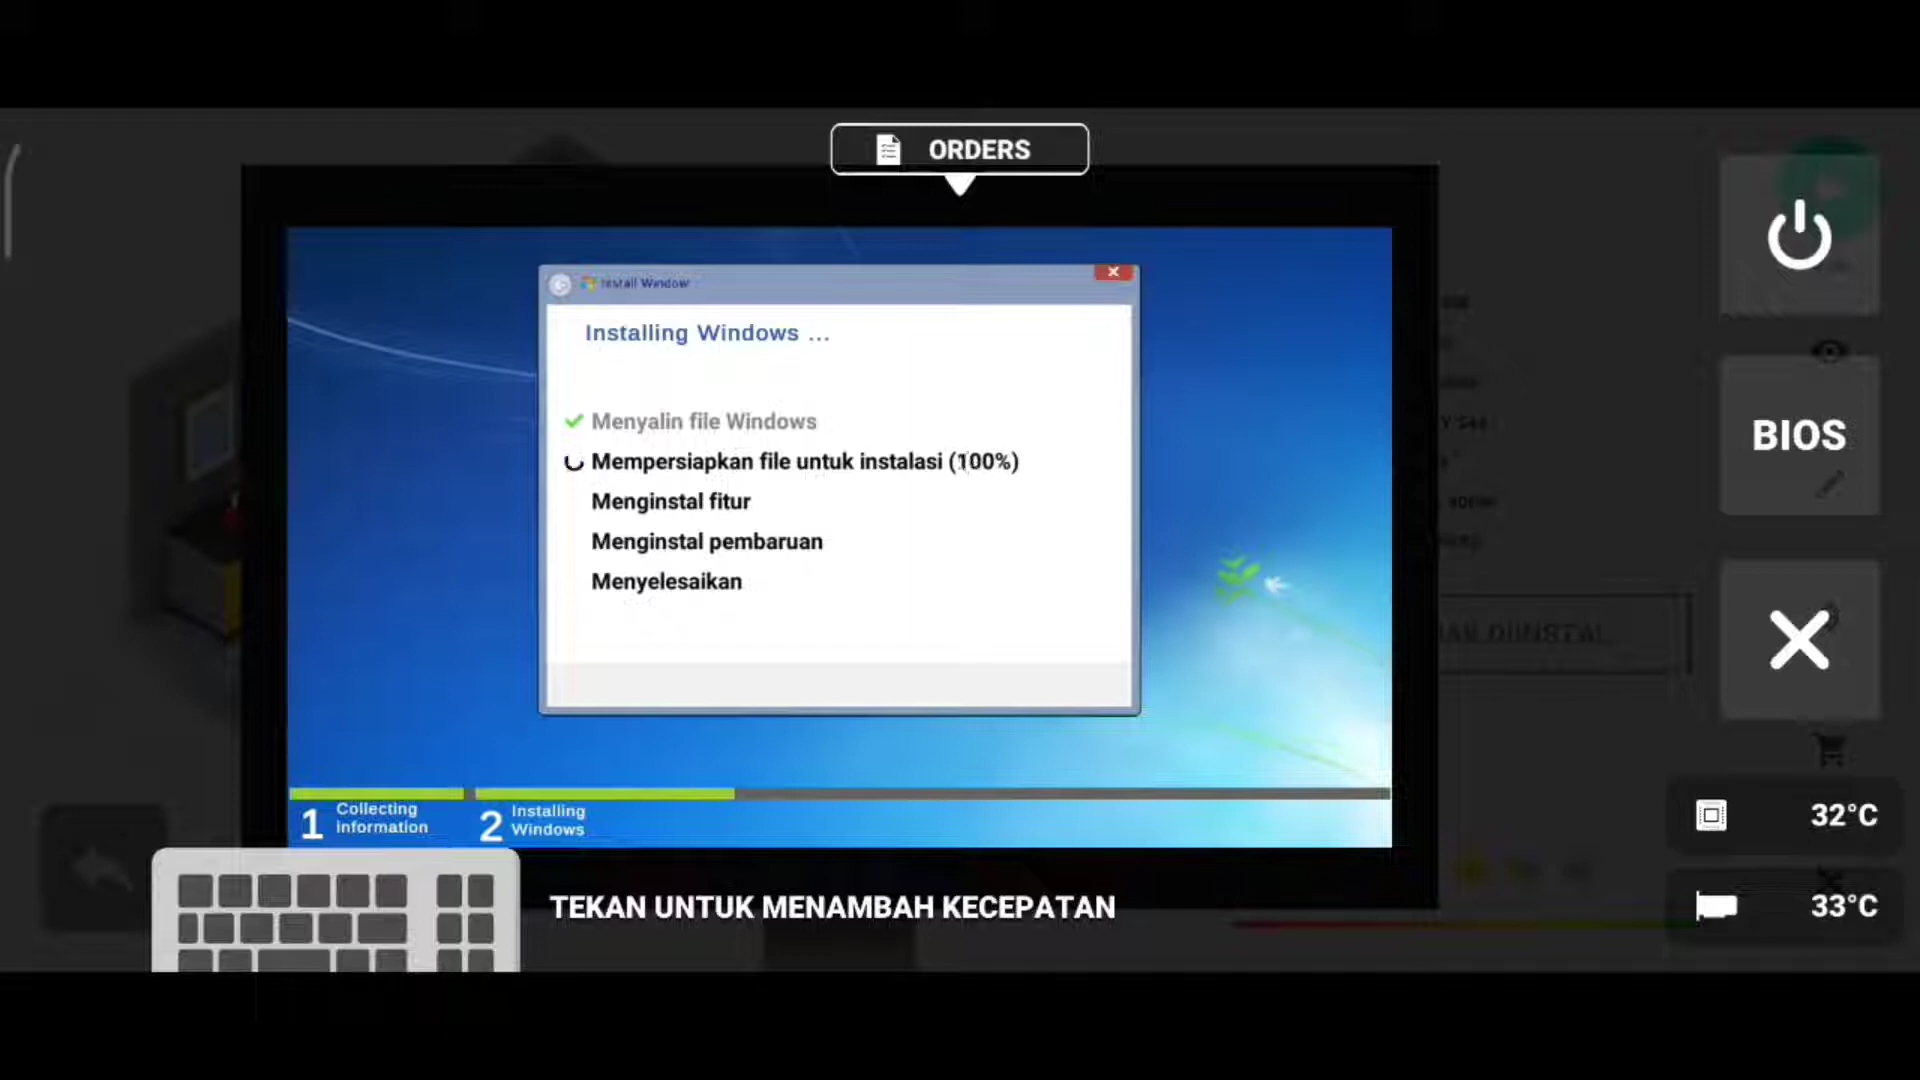 ORDERS
Install Window
Installing Windows ...
Menyalin file Windows
Mempersiapkan file untuk instalasi (100%)
Menginstal fitur
Menginstal pembaruan
Menyelesaikan
BIOS
1 Collecting
information
2 Installing
Windows
32°C
33°C
TEKAN UNTUK MENAMBAH KECEPATAN